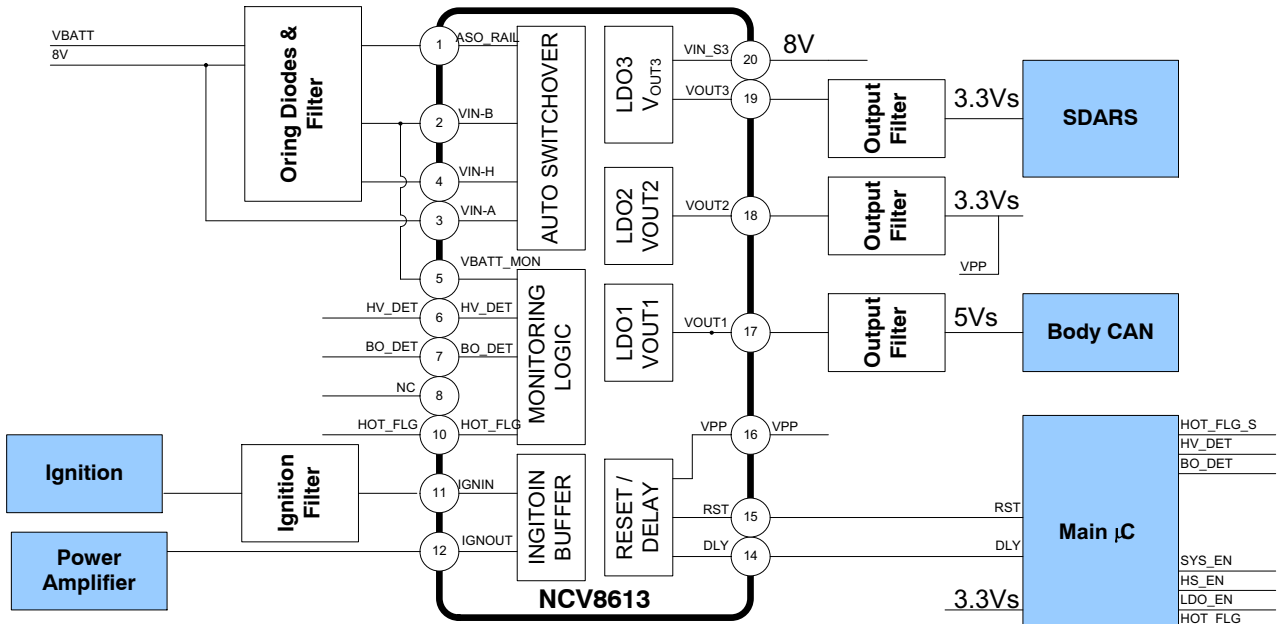 VBATT
8V
Oring Diodes &
Filter
1
ASO_RAIL
2
VIN-B
4
VIN-H
3
VIN-A
AUTO SWITCHOVER
5
VBATT_MON
HV_DET
6
HV_DET
BO_DET
7
BO_DET
NC
8
HOT_FLG
10
HOT_FLG
MONITORING
LOGIC
Ignition
Ignition
Filter
11
IGNIN
Power
Amplifier
12
IGNOUT
INGITOIN
BUFFER
NCV8613
LDO3
VOUT3
VIN_S3
20
8V
VOUT3
19
Output
Filter
3.3Vs
SDARS
LDO2
VOUT2
VOUT2
18
Output
Filter
3.3Vs
VPP
LDO1
VOUT1
VOUT1
17
Output
Filter
5Vs
Body CAN
RESET /
DELAY
VPP
16
VPP
RST
15
RST
DLY
14
DLY
3.3Vs
Main µC
HOT_FLG_S
HV_DET
BO_DET
SYS_EN
HS_EN
LDO_EN
HOT_FLG